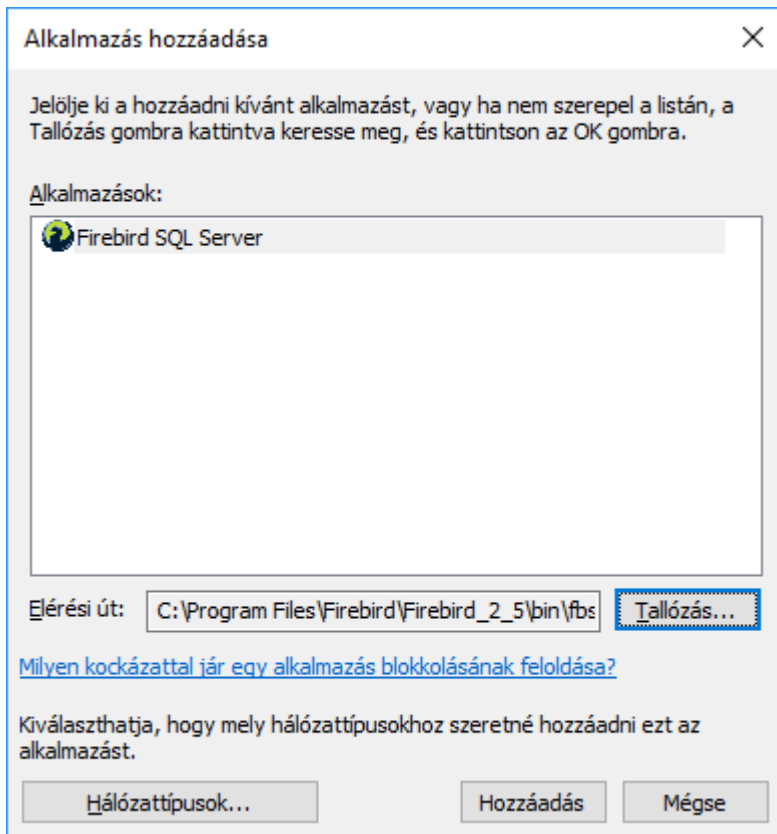 Alkalmazás hozzáadása
Jelölje ki a hozzáadni kívánt alkalmazást, vagy ha nem szerepel a listán, a
Tallózás gombra kattintva keresse meg, és kattintson az OK gombra.
Alkalmazások:
Firebird SQL Server
Elérési út: C:\Program Files\Firebird\Firebird_2_5\bin\fbs Tallózás...
Milyen kockázattal jár egy alkalmazás blokkolásának feloldása?
Kiválaszthatja, hogy mely hálózattípusokhoz szeretné hozzáadni ezt az
alkalmazást.
Hálózattípusok... Hozzáadás Mégse